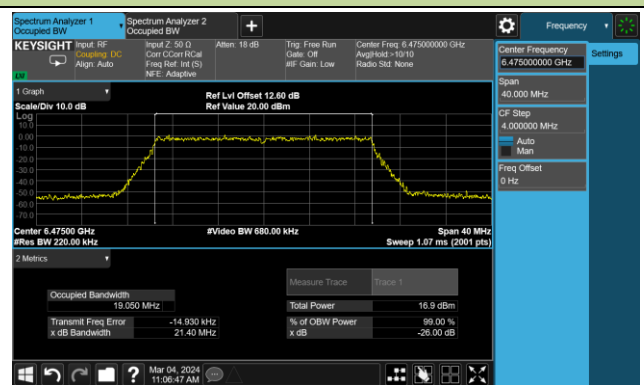 Spectrum Analyzer 1
Occupied BW
Spectrum Analyzer 2
Occupied BW
Frequency
KEYSIGHT
Input: RF
Coupling: DC
Align: Auto
Input Z: 50 Ω
Corr CCorr RCal
Freq Ref: Int (S)
NFE: Adaptive
Atten: 18 dB
Trig: Free Run
Gate: Off
#IF Gain: Low
Center Freq: 6.475000000 GHz
Avg|Hold:>10/10
Radio Std: None
LV
Center Frequency
6.475000000 GHz
Settings
Span
40.000 MHz
CF Step
4.000000 MHz
Auto
Man
Freq Offset
0 Hz
1 Graph
Scale/Div 10.0 dB
Ref Lvl Offset 12.60 dB
Ref Value 20.00 dBm
Log
10.0
0.00
-10.0
-20.0
-30.0
-40.0
-50.0
-60.0
-70.0
Center 6.47500 GHz
#Res BW 220.00 kHz
#Video BW 680.00 kHz
Span 40 MHz
Sweep 1.07 ms (2001 pts)
2 Metrics
Measure Trace
Trace 1
Occupied Bandwidth
19.050 MHz
Total Power
16.9 dBm
Transmit Freq Error
-14.930 kHz
% of OBW Power
99.00 %
x dB Bandwidth
21.40 MHz
x dB
-26.00 dB
?
Mar 04, 2024
11:06:47 AM